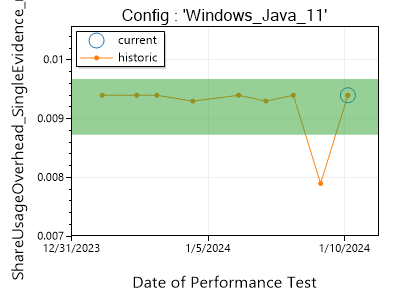 Config : 'Windows_Java_11'
ShareUsageOverhead_SingleEvidence_
current
historic
0.01
0.009
0.008
0.007
12/31/2023
1/5/2024
1/10/2024
Date of Performance Test